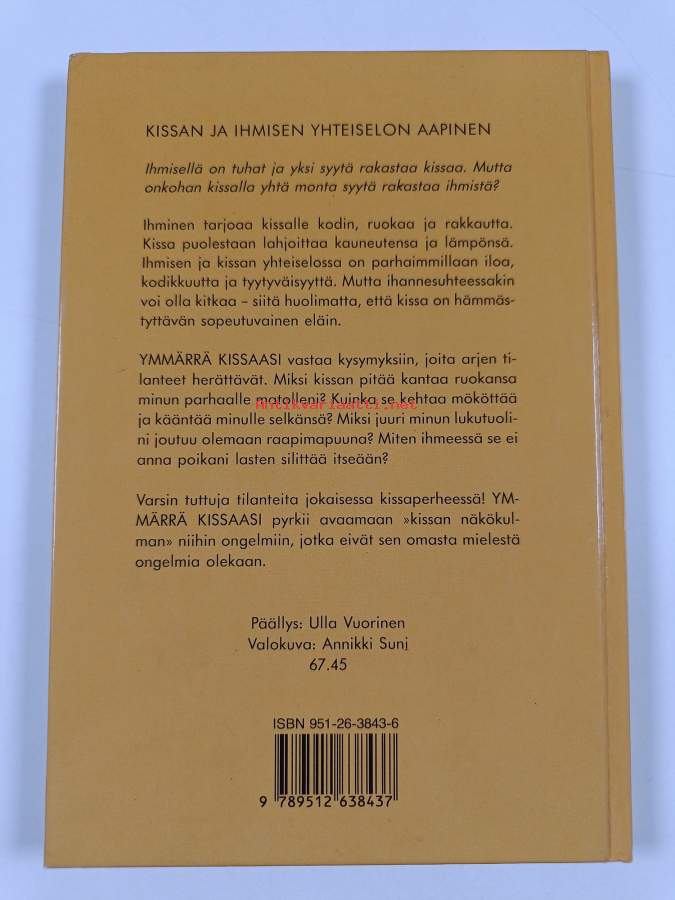 KISSAN JA IHMISEN YHTEISELON AAPINEN
Ihmisellä on tuhat ja yksi syytä rakastaa kissaa. Mutta
onkohan kissalla yhtä monta syytä rakastaa ihmistä?
Ihminen tarjoaa kissalle kodin, ruokaa ja rakkautta.
Kissa puolestaan lahjoittaa kauneutensa ja lämpönsä.
Ihmisen ja kissan yhteiselossa on parhaimmillaan iloa,
kodikkuutta ja tyytyväisyyttä. Mutta ihannesuhteessakin
voi olla kitkaa – siitä huolimatta, että kissa on hämmäs-
tyttävän sopeutuvainen eläin.
YMMÄRRÄ KISSAASI vastaa kysymyksiin, joita arjen ti-
lanteet herättävät. Miksi kissan pitää kantaa ruokansa
minun parhaalle matolleni? Kuinka se kehtaa mököttää
Antikvariaatti.net
ja kääntää minulle selkänsä? Miksi juuri minun lukutuoli-
ni joutuu olemaan raapimapuuna? Miten ihmeessä se ei
anna poikani lasten silittää itseään?
Varsin tuttuja tilanteita jokaisessa kissaperheessä! YM-
MÄRRÄ KISSAASI pyrkii avaamaan »kissan näkökul-
man» niihin ongelmiin, jotka eivät sen omasta mielestä
ongelmia olekaan.
Päällys: Ulla Vuorinen
Valokuva: Annikki Suni
67.45
ISBN 951-26-3843-6
9 789512 638437